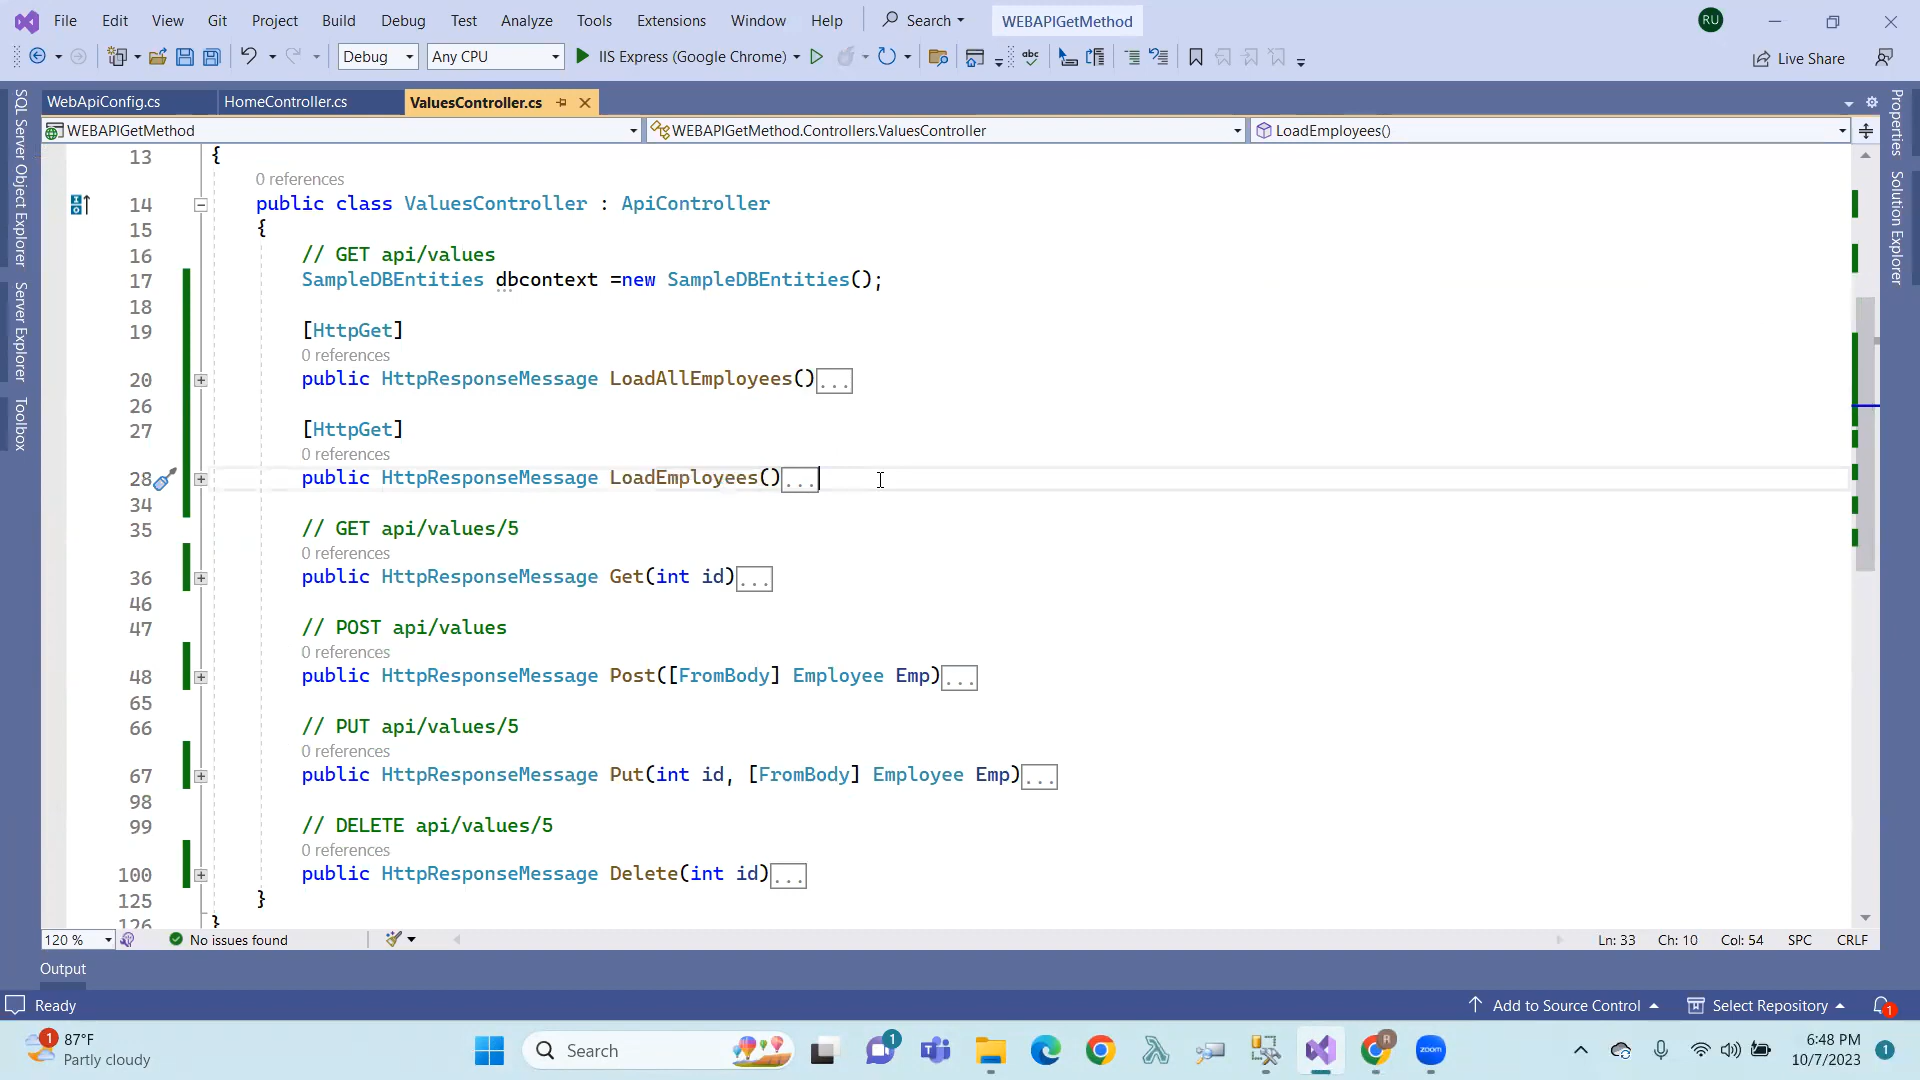 File Edit View Git Project Build Debug Test Analyze Tools Extensions Window Help Search WEBAPIGetMethod RU
Debug Any CPU IIS Express (Google Chrome) abc Live Share
WebApiConfig.cs HomeController.cs ValuesController.cs
WEBAPIGetMethod WEBAPIGetMethod.Controllers.ValuesController LoadEmployees()
SQL Server Object Explorer
Server Explorer
Toolbox
Properties
Solution Explorer
13 {
0 references
14 public class ValuesController : ApiController
15 {
16 // GET api/values
17 SampleDBEntities dbcontext =new SampleDBEntities();
18
19 [HttpGet]
0 references
20 public HttpResponseMessage LoadAllEmployees()...
26
27 [HttpGet]
0 references
28 public HttpResponseMessage LoadEmployees()...
34
35 // GET api/values/5
0 references
36 public HttpResponseMessage Get(int id)...
46
47 // POST api/values
0 references
48 public HttpResponseMessage Post([FromBody] Employee Emp)...
65
66 // PUT api/values/5
0 references
67 public HttpResponseMessage Put(int id, [FromBody] Employee Emp)...
98
99 // DELETE api/values/5
0 references
100 public HttpResponseMessage Delete(int id)...
125 }
126 }
120 % No issues found Ln: 33 Ch: 10 Col: 54 SPC CRLF
Output
Ready Add to Source Control Select Repository 1
1 87°F Search 1 zoom 6:48 PM
Partly cloudy 10/7/2023 1